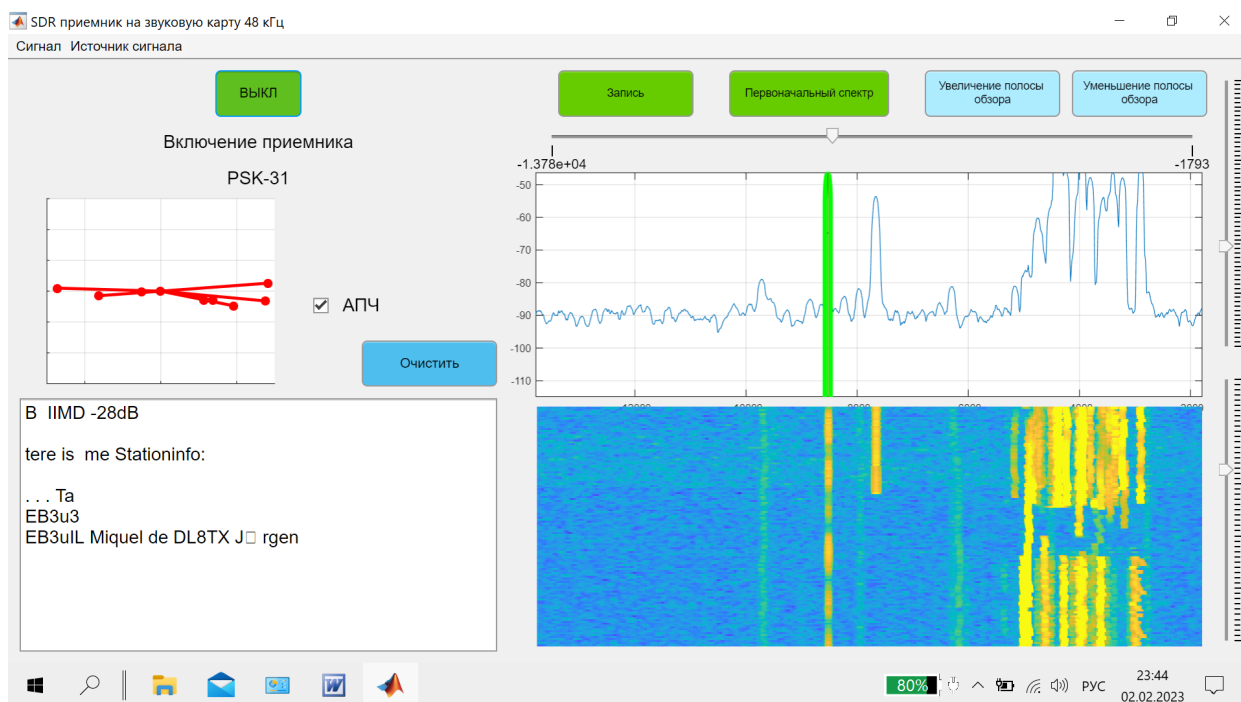 SDR приемник на звуковую карту 48 кГц
Сигнал Источник сигнала
ВЫКЛ
Запись
Первоначальный спектр
Увеличение полосы
обзора
Уменьшение полосы
обзора
Включение приемника
PSK-31
-1.378e+04
-1793
-50
-60
-70
-80
-90
-100
-110
АПЧ
Очистить
B IIMD -28dB
tere is me Stationinfo:
. . . Ta
EB3u3
EB3uIL Miquel de DL8TX J□ rgen
80%
РУС
23:44
02.02.2023